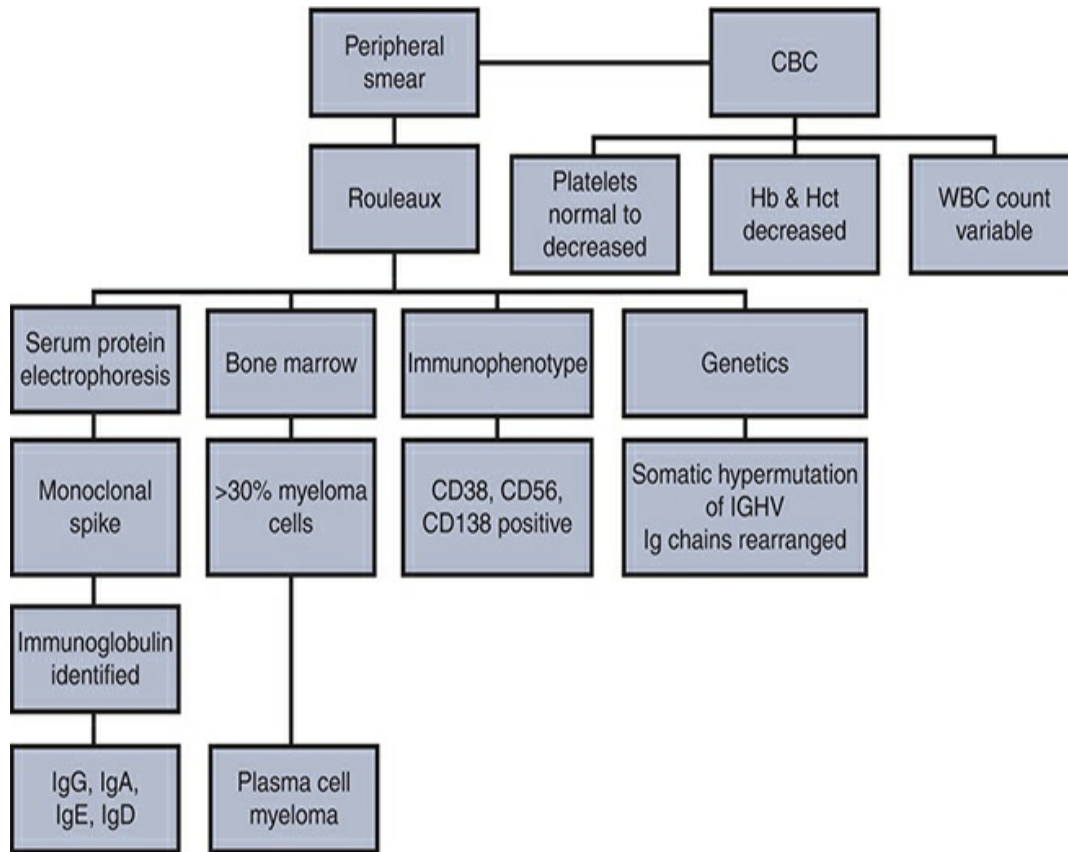 Peripheral
smear
CBC
Rouleaux
Platelets
normal to
decreased
Hb & Hct
decreased
WBC count
variable
Serum protein
electrophoresis
Bone marrow
Immunophenotype
Genetics
Monoclonal
spike
>30% myeloma
cells
CD38, CD56,
CD138 positive
Somatic hypermutation
of IGHV
Ig chains rearranged
Immunoglobulin
identified
IgG, IgA,
IgE, IgD
Plasma cell
myeloma